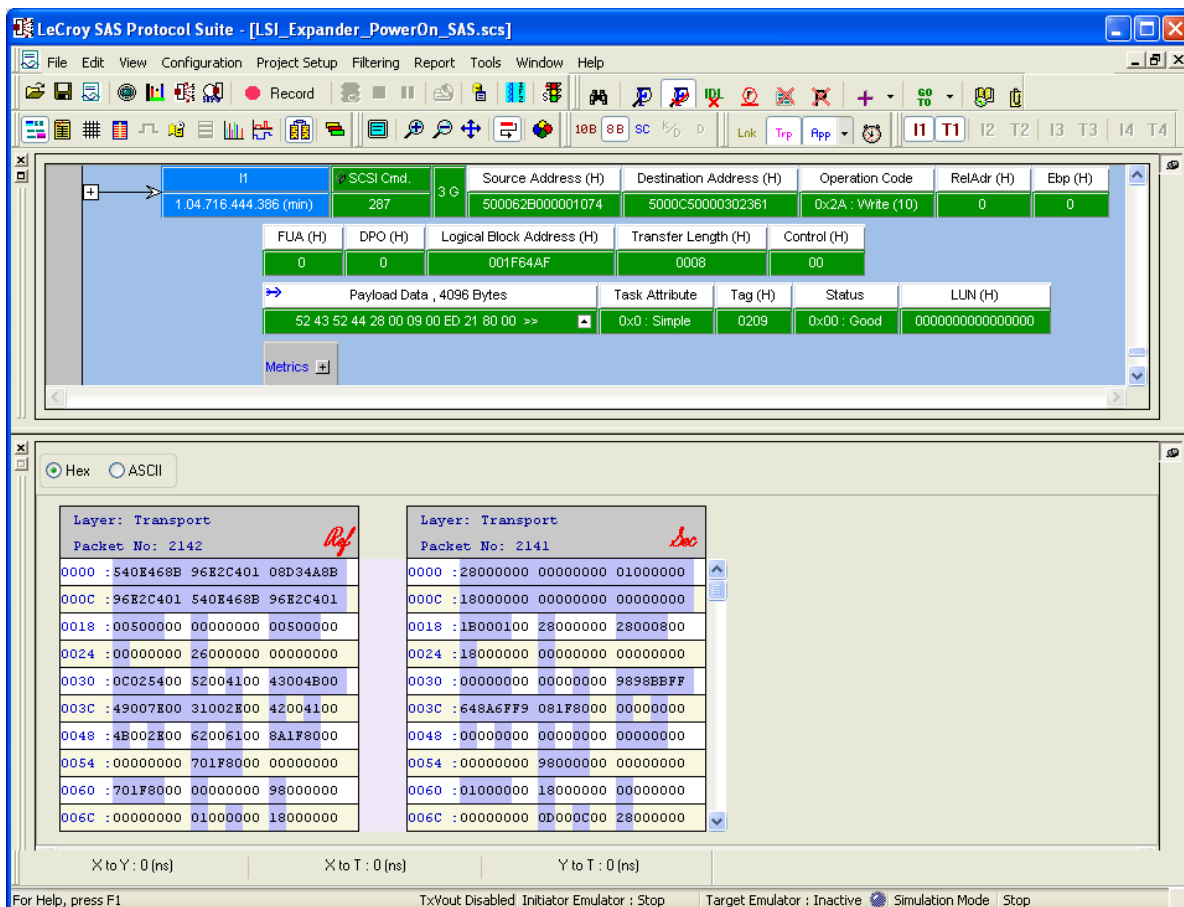 LeCroy SAS Protocol Suite - [LSI_Expander_PowerOn_SAS.scs]
File Edit View Configuration Project Setup Filtering Report Tools Window Help
Record IDL GO TO
10B 8B SC K/D D Lnk Trp App I1 T1 I2 T2 I3 T3 I4 T4
I1 SCSI Cmd. 3 G Source Address (H) Destination Address (H) Operation Code RelAdr (H) Ebp (H)
1.04.716.444.386 (min) 287 500062B000001074 5000C50000302361 0x2A : Write (10) 0 0
FUA (H) DPO (H) Logical Block Address (H) Transfer Length (H) Control (H)
0 0 001F64AF 0008 00
Payload Data , 4096 Bytes Task Attribute Tag (H) Status LUN (H)
52 43 52 44 28 00 09 00 ED 21 80 00 >> 0x0 : Simple 0209 0x00 : Good 0000000000000000
Metrics
Hex ASCII
Layer: Transport Layer: Transport
Packet No: 2142 Ref Packet No: 2141 Sec
0000 :540E468B 96E2C401 08D34A8B 0000 :28000000 00000000 01000000
000C :96E2C401 540E468B 96E2C401 000C :18000000 00000000 00000000
0018 :00500000 00000000 00500000 0018 :1B000100 28000000 28000800
0024 :00000000 26000000 00000000 0024 :18000000 00000000 00000000
0030 :0C025400 52004100 43004B00 0030 :00000000 00000000 9898BBFF
003C :49007E00 31002E00 42004100 003C :648A6FF9 081F8000 00000000
0048 :4B002E00 62006100 8A1F8000 0048 :00000000 00000000 00000000
0054 :00000000 701F8000 00000000 0054 :00000000 98000000 00000000
0060 :701F8000 00000000 98000000 0060 :01000000 18000000 00000000
006C :00000000 01000000 18000000 006C :00000000 0D000C00 28000000
X to Y : 0 (ns) X to T : 0 (ns) Y to T : 0 (ns)
For Help, press F1 TxVout Disabled Initiator Emulator : Stop Target Emulator : Inactive Simulation Mode Stop